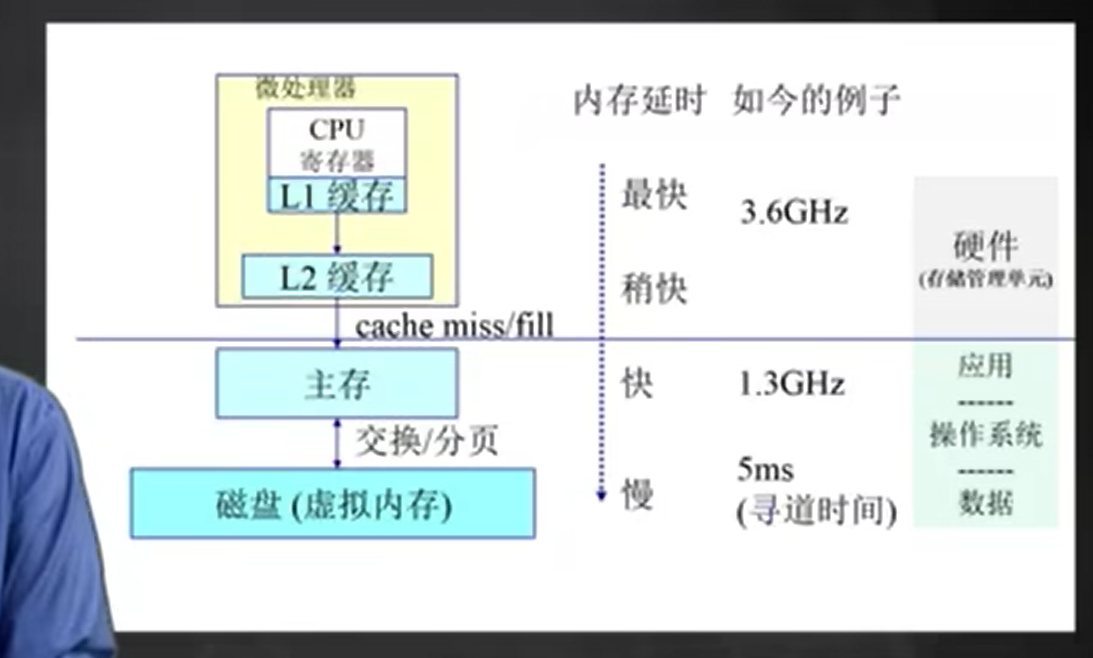 微处理器
CPU
寄存器
L1 缓存
L2 缓存
cache miss/fill
主存
交换/分页
磁盘 (虚拟内存)
内存延时 如今的例子
最快 3.6GHz
稍快
快 1.3GHz
慢 5ms
(寻道时间)
硬件
(存储管理单元)
应用
------
操作系统
------
数据